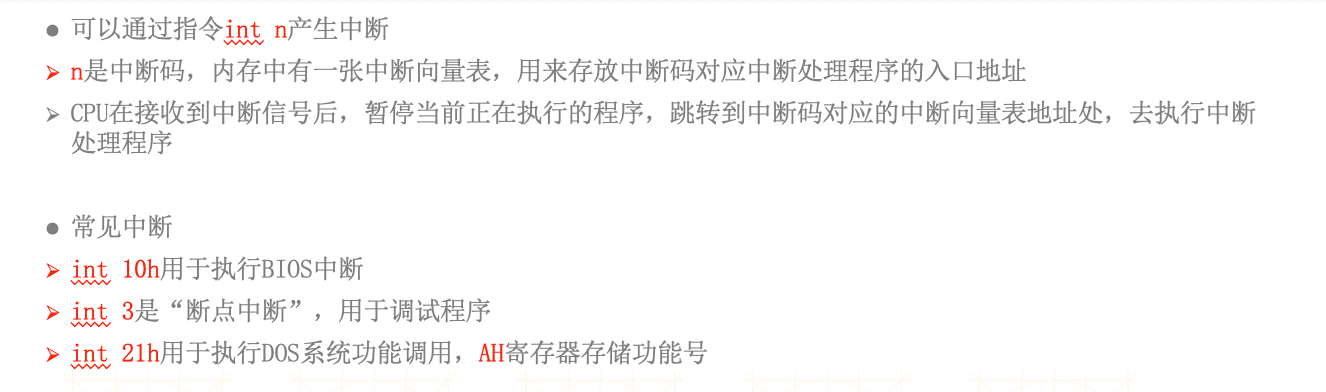 ● 可以通过指令int n产生中断
➢ n是中断码，内存中有一张中断向量表，用来存放中断码对应中断处理程序的入口地址
➢ CPU在接收到中断信号后，暂停当前正在执行的程序，跳转到中断码对应的中断向量表地址处，去执行中断
处理程序
● 常见中断
➢ int 10h用于执行BIOS中断
➢ int 3是“断点中断”，用于调试程序
➢ int 21h用于执行DOS系统功能调用，AH寄存器存储功能号